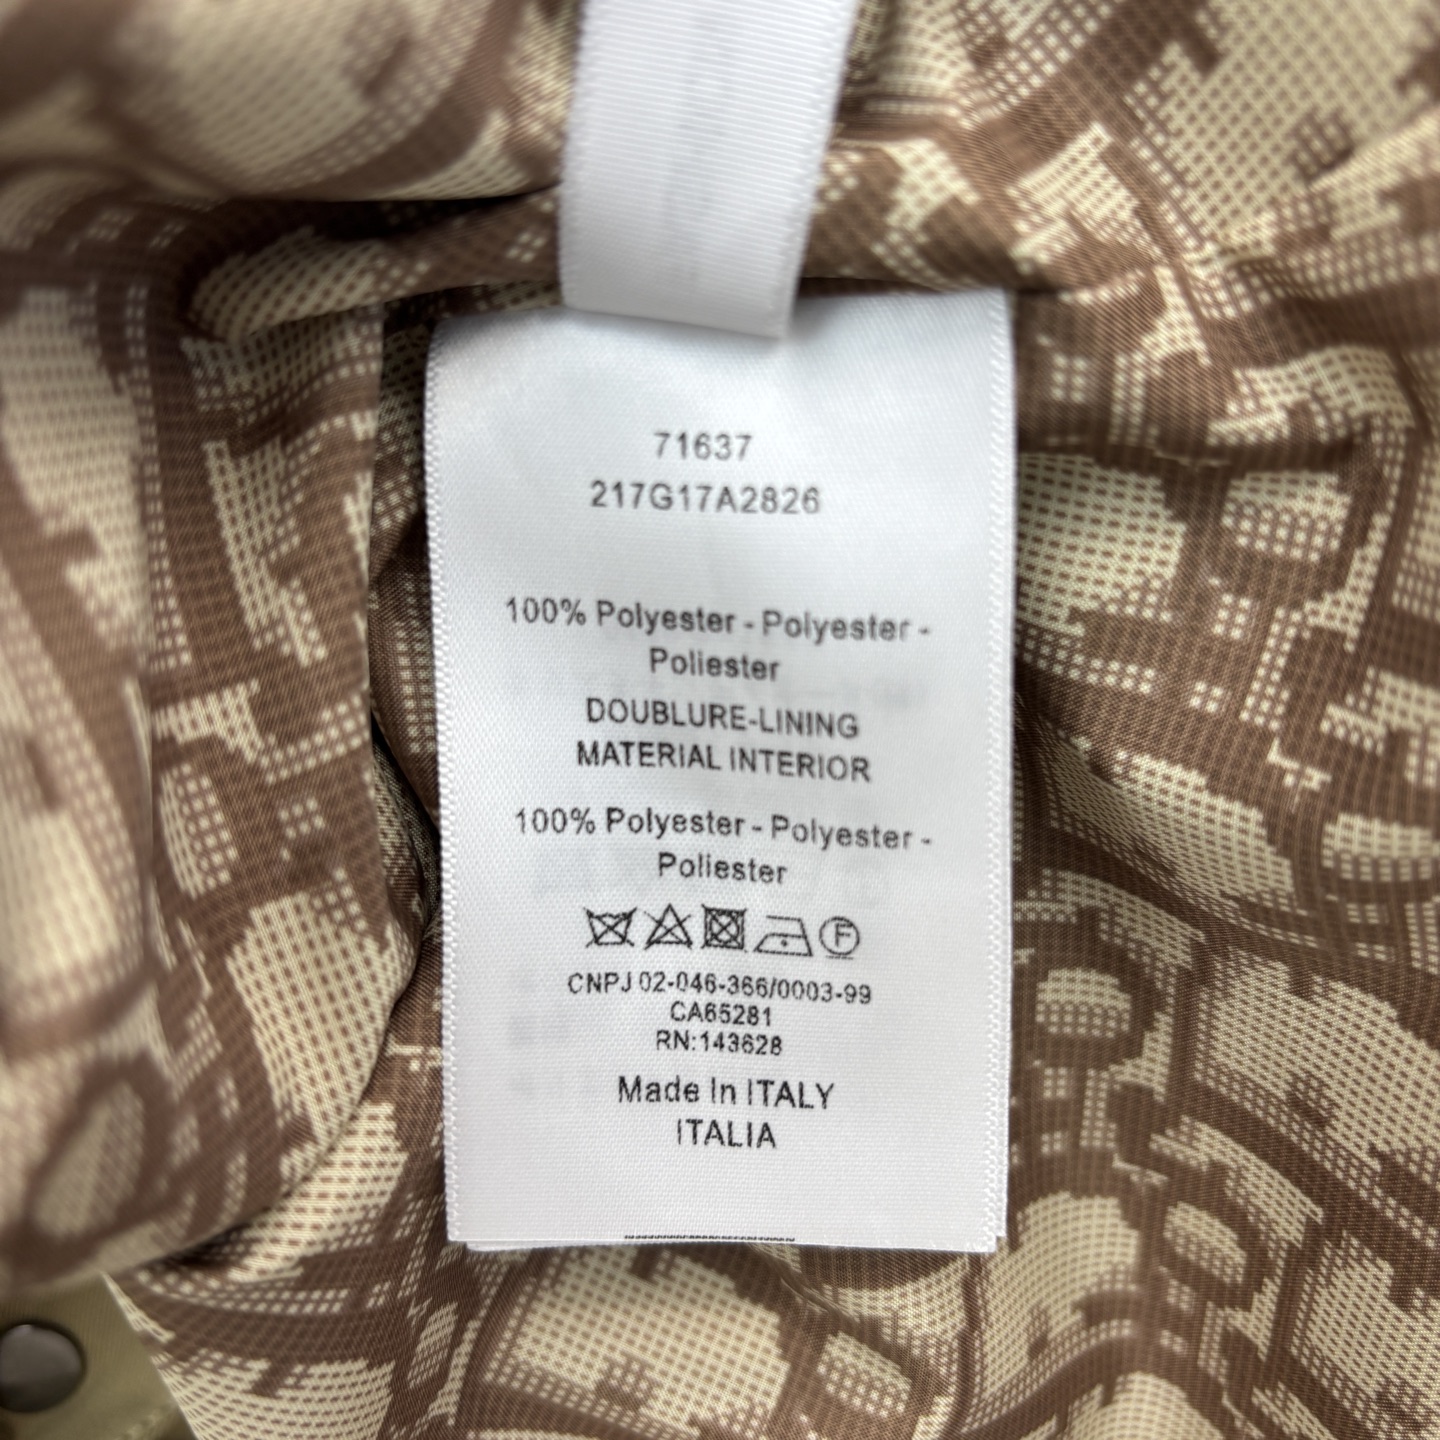 71637
217G17A2826
100% Polyester - Polyester -
Poliester
DOUBLURE-LINING
MATERIAL INTERIOR
100% Polyester - Polyester -
Poliester
F
CNPJ 02-046-366/0003-99
CA65281
RN:143628
Made In ITALY
ITALIA